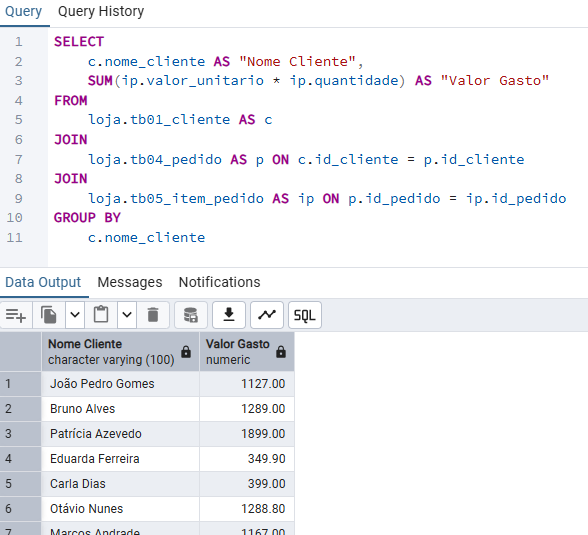 Query Query History
1 SELECT
2 c.nome_cliente AS "Nome Cliente",
3 SUM(ip.valor_unitario * ip.quantidade) AS "Valor Gasto"
4 FROM
5 loja.tb01_cliente AS c
6 JOIN
7 loja.tb04_pedido AS p ON c.id_cliente = p.id_cliente
8 JOIN
9 loja.tb05_item_pedido AS ip ON p.id_pedido = ip.id_pedido
10 GROUP BY
11 c.nome_cliente
Data Output Messages Notifications
SQL
Nome Cliente Valor Gasto
character varying (100) numeric
1 João Pedro Gomes 1127.00
2 Bruno Alves 1289.00
3 Patrícia Azevedo 1899.00
4 Eduarda Ferreira 349.90
5 Carla Dias 399.00
6 Otávio Nunes 1288.80
7 Marcos Andrade 1167.00